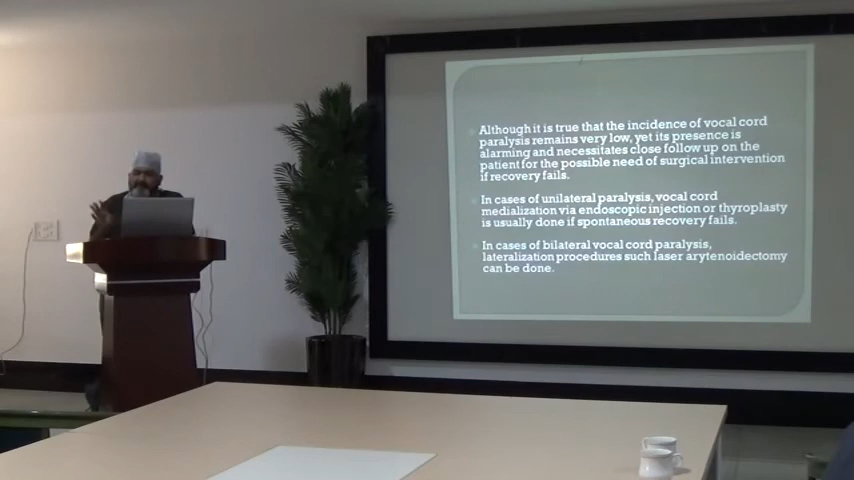 Although it is true that the incidence of vocal cord
paralysis remains very low, yet its presence is
alarming and necessitates close follow up on the
patient for the possible need of surgical intervention
if recovery fails.
In cases of unilateral paralysis, vocal cord
medialization via endoscopic injection or thyroplasty
is usually done if spontaneous recovery fails.
In cases of bilateral vocal cord paralysis,
lateralization procedures such laser arytenoidectomy
can be done.